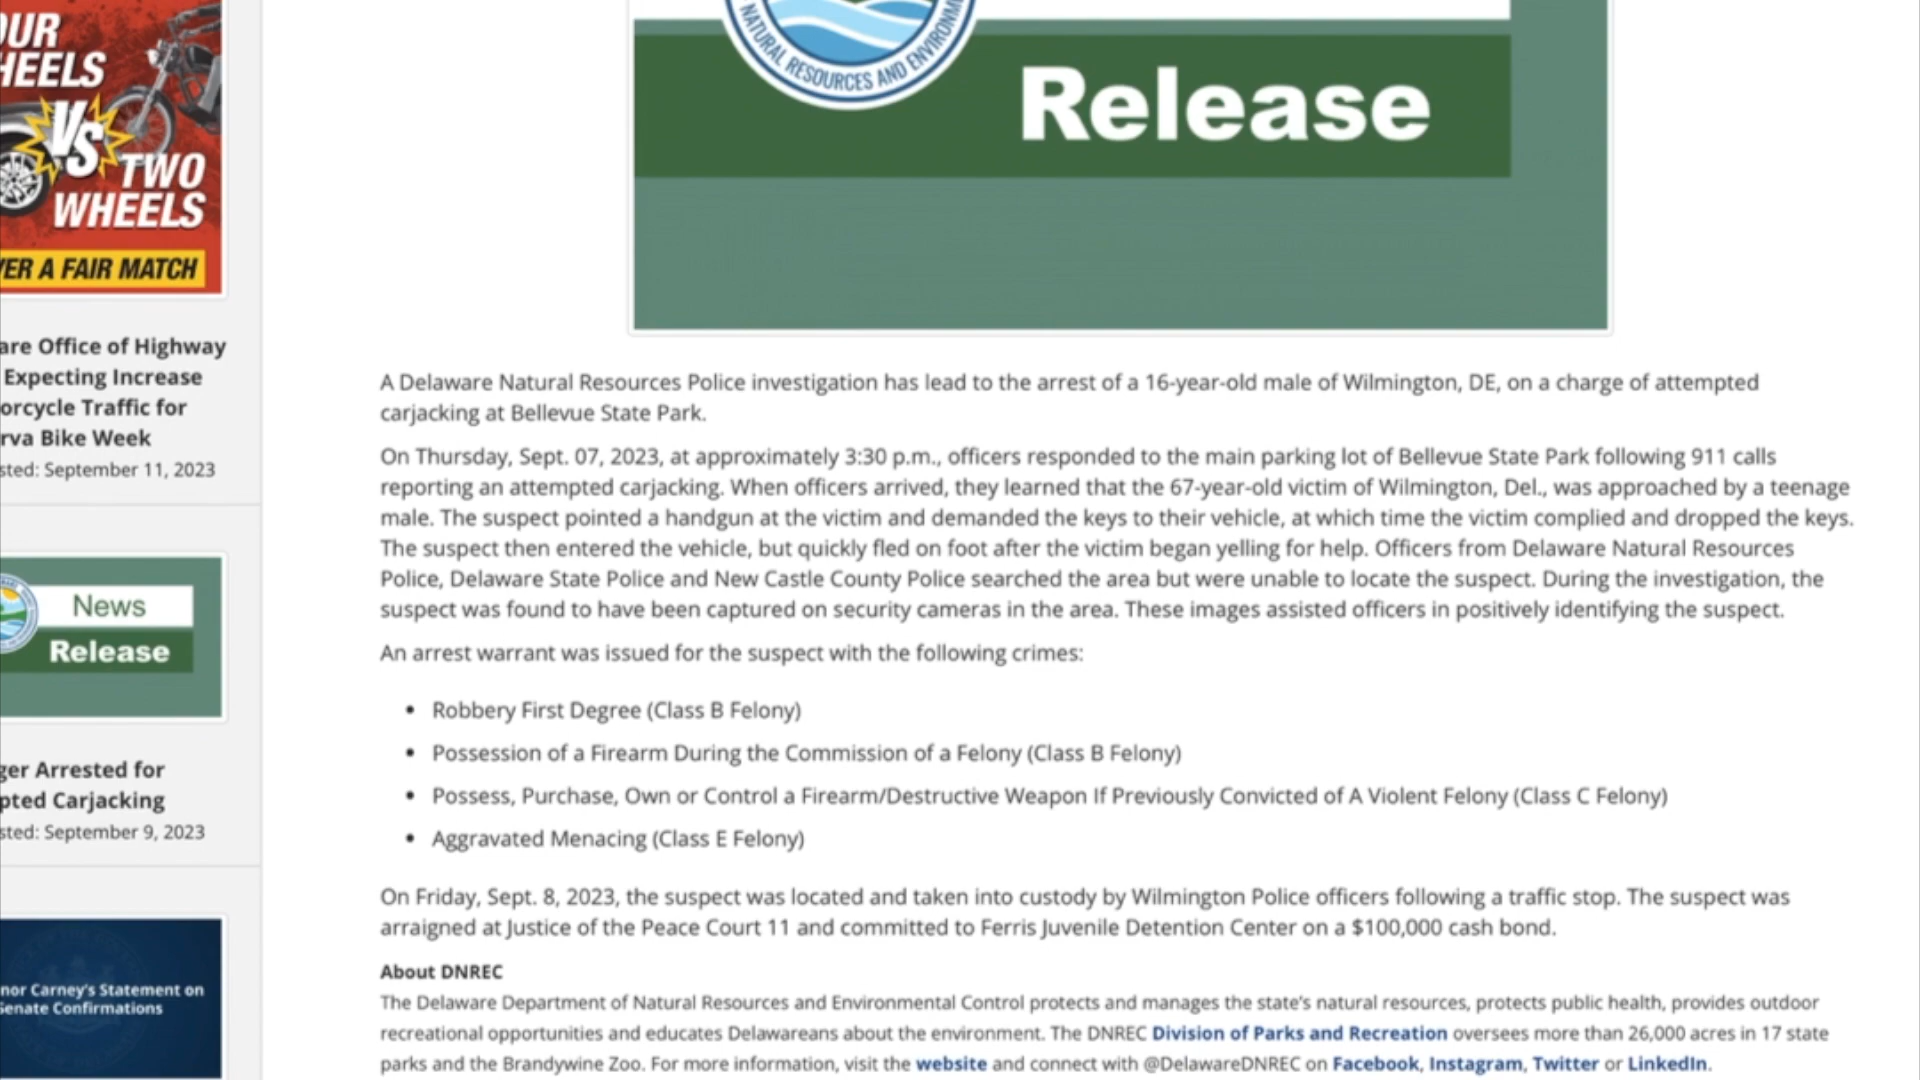 OUR
HEELS
VS
TWO
WHEELS
VER A FAIR MATCH
are Office of Highway
Expecting Increase
orcycle Traffic for
rva Bike Week
sted: September 11, 2023
News
Release
ger Arrested for
pted Carjacking
sted: September 9, 2023
nor Carney's Statement on
Senate Confirmations
NATURAL RESOURCES AND ENVIRONM
Release
A Delaware Natural Resources Police investigation has lead to the arrest of a 16-year-old male of Wilmington, DE, on a charge of attempted
carjacking at Bellevue State Park.
On Thursday, Sept. 07, 2023, at approximately 3:30 p.m., officers responded to the main parking lot of Bellevue State Park following 911 calls
reporting an attempted carjacking. When officers arrived, they learned that the 67-year-old victim of Wilmington, Del., was approached by a teenage
male. The suspect pointed a handgun at the victim and demanded the keys to their vehicle, at which time the victim complied and dropped the keys.
The suspect then entered the vehicle, but quickly fled on foot after the victim began yelling for help. Officers from Delaware Natural Resources
Police, Delaware State Police and New Castle County Police searched the area but were unable to locate the suspect. During the investigation, the
suspect was found to have been captured on security cameras in the area. These images assisted officers in positively identifying the suspect.
An arrest warrant was issued for the suspect with the following crimes:
• Robbery First Degree (Class B Felony)
• Possession of a Firearm During the Commission of a Felony (Class B Felony)
• Possess, Purchase, Own or Control a Firearm/Destructive Weapon If Previously Convicted of A Violent Felony (Class C Felony)
• Aggravated Menacing (Class E Felony)
On Friday, Sept. 8, 2023, the suspect was located and taken into custody by Wilmington Police officers following a traffic stop. The suspect was
arraigned at Justice of the Peace Court 11 and committed to Ferris Juvenile Detention Center on a $100,000 cash bond.
About DNREC
The Delaware Department of Natural Resources and Environmental Control protects and manages the state's natural resources, protects public health, provides outdoor
recreational opportunities and educates Delawareans about the environment. The DNREC Division of Parks and Recreation oversees more than 26,000 acres in 17 state
parks and the Brandywine Zoo. For more information, visit the website and connect with @DelawareDNREC on Facebook, Instagram, Twitter or LinkedIn.